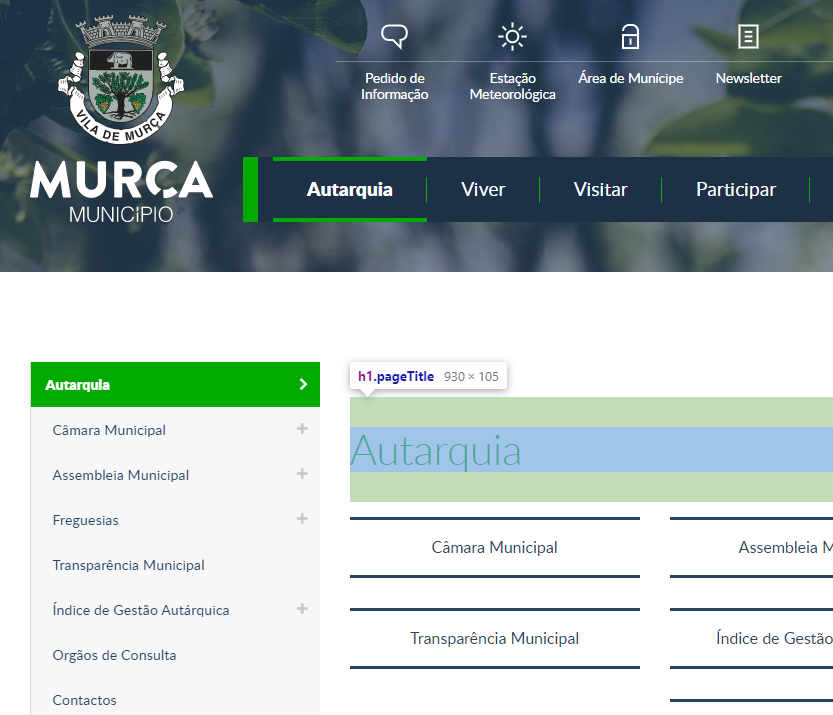 Pedido de
Informação
Estação
Meteorológica
Área de Munícipe
Newsletter
VILA DE MURÇA
MURÇA
MUNICÍPIO
Autarquia
Viver
Visitar
Participar
Autarquia
Câmara Municipal
Assembleia Municipal
Freguesias
Transparência Municipal
Índice de Gestão Autárquica
Orgãos de Consulta
Contactos
h1.pageTitle 930 × 105
Autarquia
Câmara Municipal
Assembleia M
Transparência Municipal
Índice de Gestão